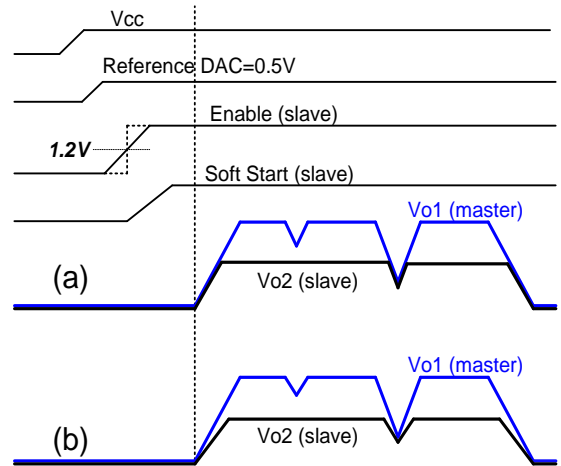 Vcc
Reference DAC=0.5V
Enable (slave)
1.2V
Soft Start (slave)
Vo1 (master)
(a)
Vo2 (slave)
Vo1 (master)
(b)
Vo2 (slave)